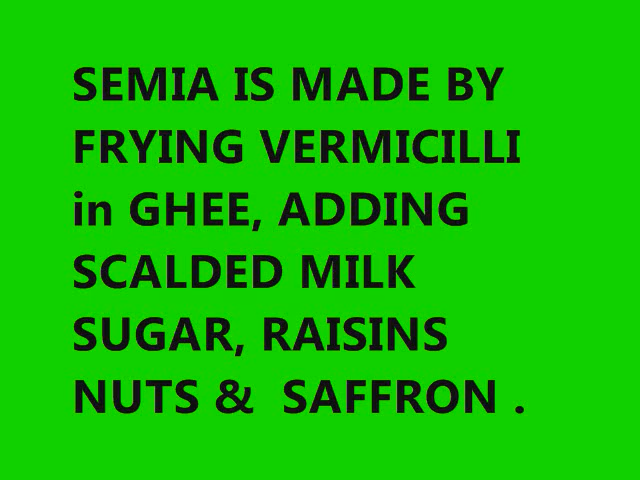 SEMIA IS MADE BY
FRYING VERMICILLI
in GHEE, ADDING
SCALDED MILK
SUGAR, RAISINS
NUTS &  SAFFRON .